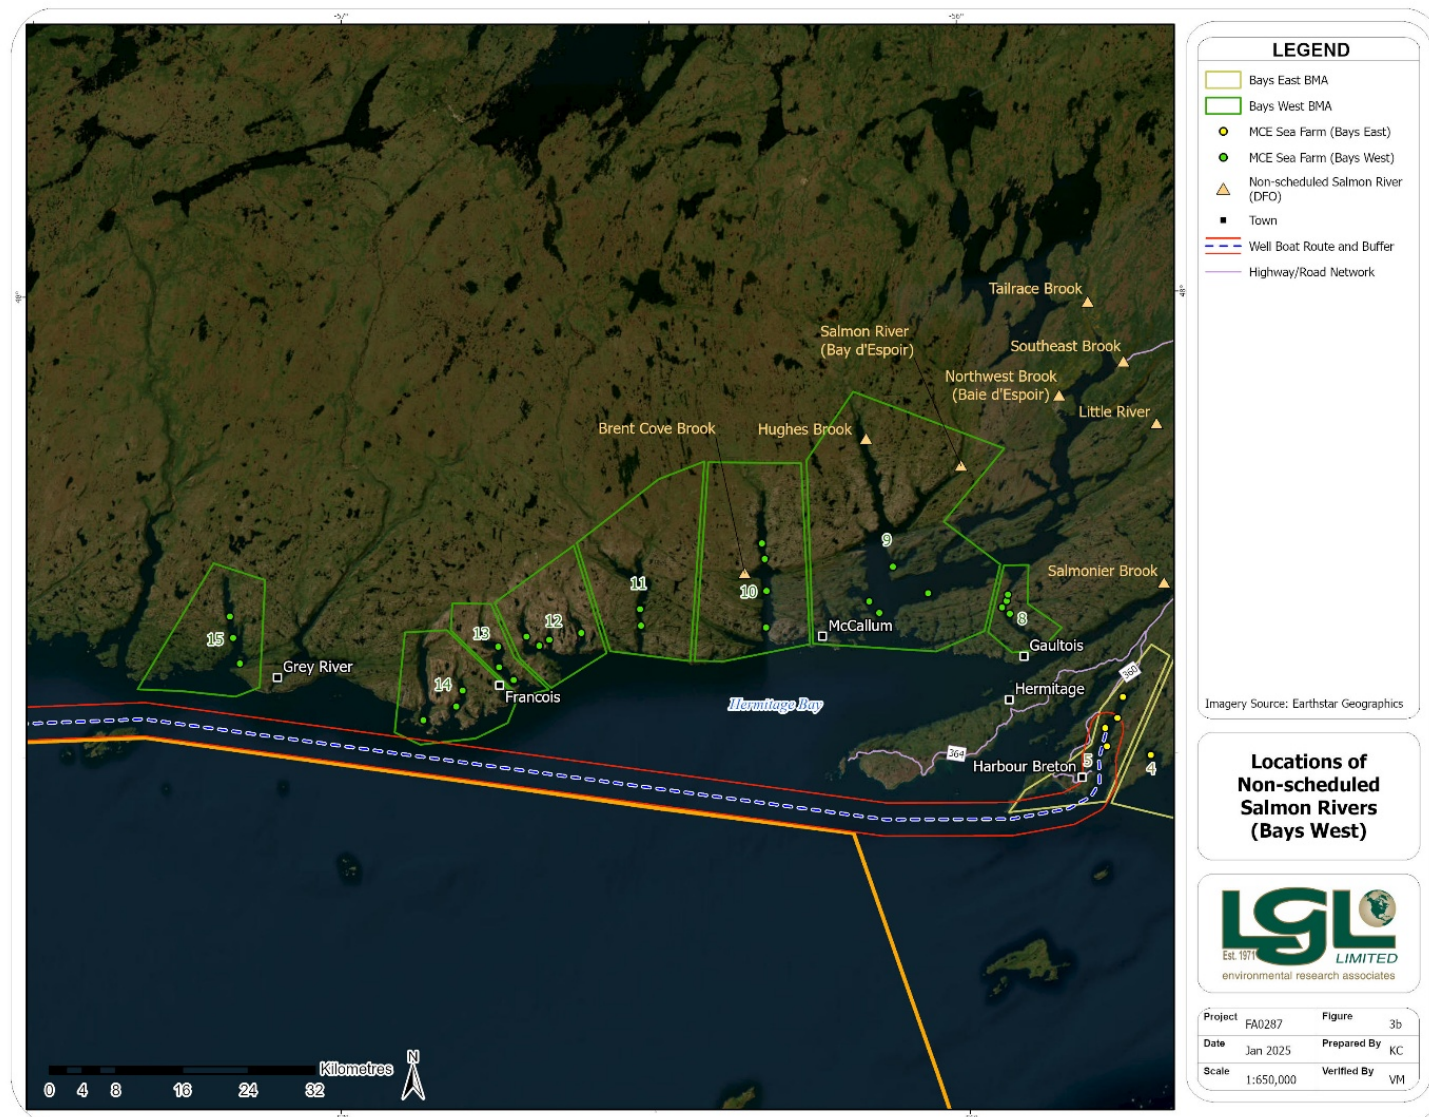 -57°
-56°
48°
48°
Tailrace Brook
Salmon River
(Bay d'Espoir)
Southeast Brook
Northwest Brook
(Baie d'Espoir)
Little River
Brent Cove Brook
Hughes Brook
9
Salmonier Brook
11
10
8
15
13
12
McCallum
Gaultois
Grey River
14
Francois
360
Hermitage
Hermitage Bay
364
Harbour Breton
5
4
N
Kilometres
0 4 8 16 24 32
LEGEND
Bays East BMA
Bays West BMA
MCE Sea Farm (Bays East)
MCE Sea Farm (Bays West)
Non-scheduled Salmon River
(DFO)
Town
Well Boat Route and Buffer
Highway/Road Network
Imagery Source: Earthstar Geographics
Locations of
Non-scheduled
Salmon Rivers
(Bays West)
LGL
Est. 1971
LIMITED
environmental research associates
Project FA0287 Figure 3b
Date Jan 2025 Prepared By KC
Scale 1:650,000 Verified By VM